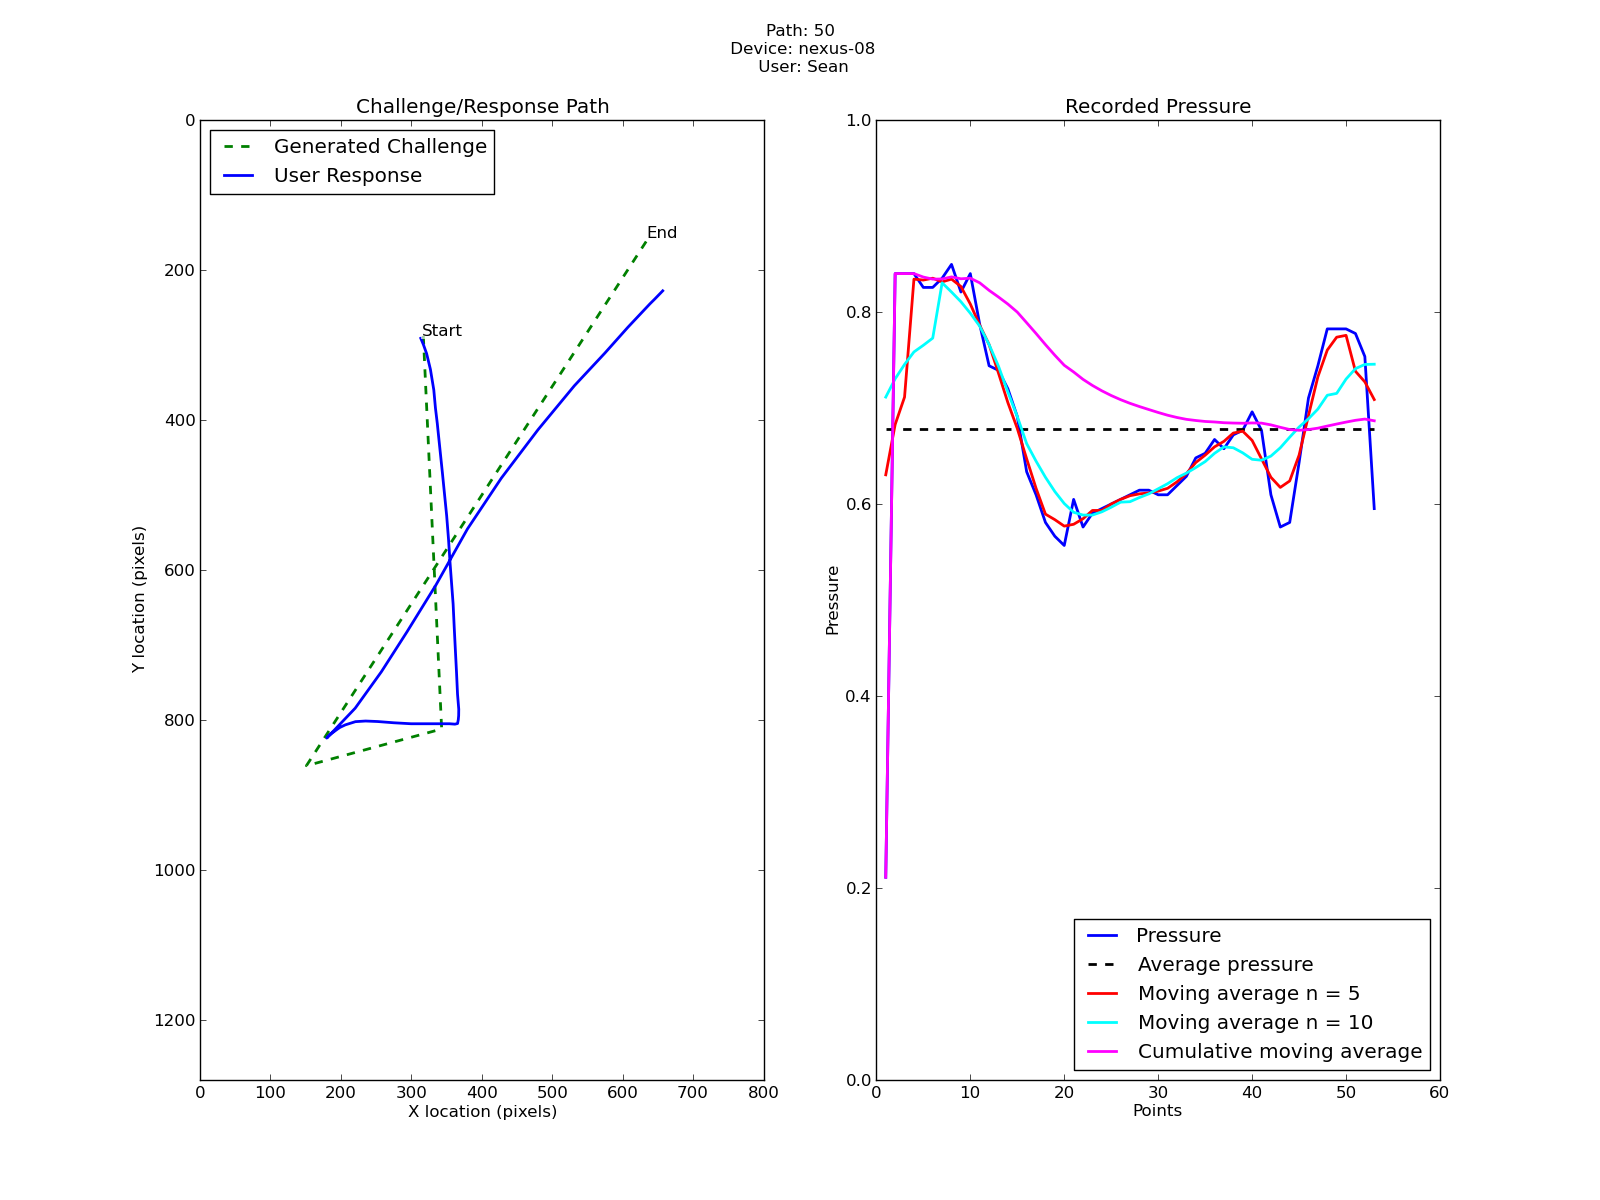 Path: 50
Device: nexus-08
User: Sean
Challenge/Response Path
Generated Challenge
User Response
Start
End
0
200
400
600
800
1000
1200
Y location (pixels)
0 100 200 300 400 500 600 700 800
X location (pixels)
Recorded Pressure
1.0
0.8
0.6
0.4
0.2
0.0
Pressure
Pressure
Average pressure
Moving average n = 5
Moving average n = 10
Cumulative moving average
0 10 20 30 40 50 60
Points